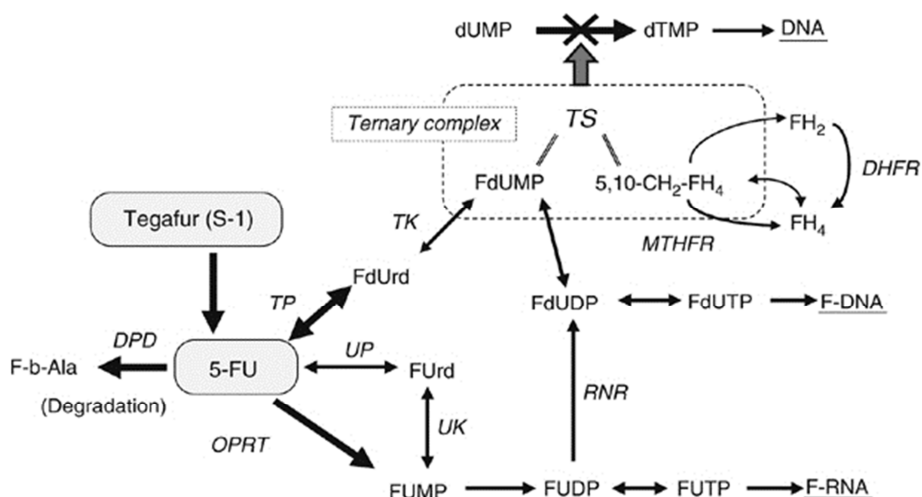 dUMP dTMP DNA
Ternary complex
TS
FH2
DHFR
FdUMP 5,10-CH2-FH4
Tegafur (S-1)
TK
MTHFR
FH4
FdUrd
TP
FdUDP FdUTP F-DNA
DPD
UP
F-b-Ala
5-FU
FUrd
RNR
(Degradation)
OPRT
UK
FUMP FUDP FUTP F-RNA